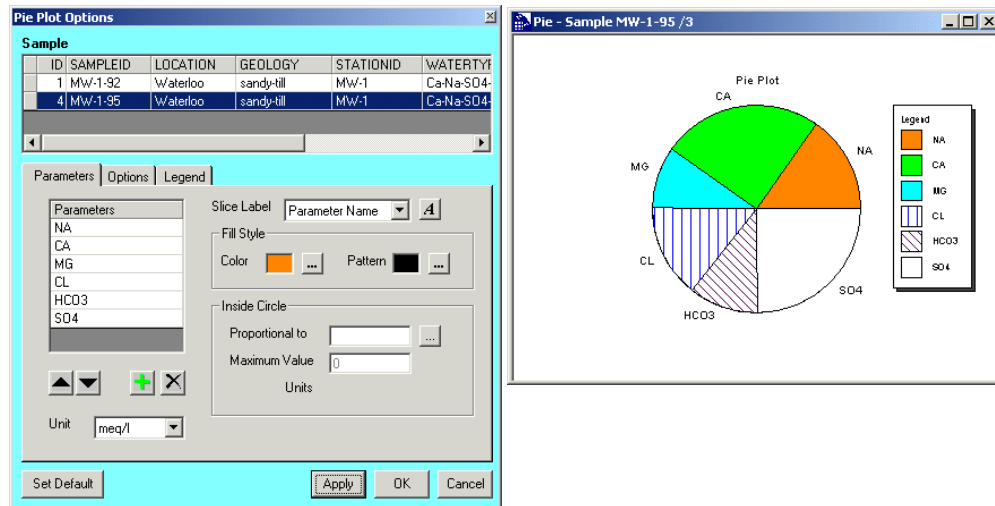 Pie Plot Options
Sample
ID SAMPLEID LOCATION GEOLOGY STATIONID WATERTYP
1 MW-1-92 Waterloo sandy-till MW-1 Ca-Na-SO4-
4 MW-1-95 Waterloo sandy-till MW-1 Ca-Na-SO4-
Parameters Options Legend
Parameters
NA
CA
MG
CL
HCO3
SO4
Unit meq/l
Slice Label Parameter Name A
Fill Style
Color ... Pattern ...
Inside Circle
Proportional to ...
Maximum Value 0
Units
Set Default Apply OK Cancel
Pie - Sample MW-1-95 /3
Pie Plot
CA
NA
MG
CL
HCO3
SO4
Legend
NA
CA
MG
CL
HCO3
SO4